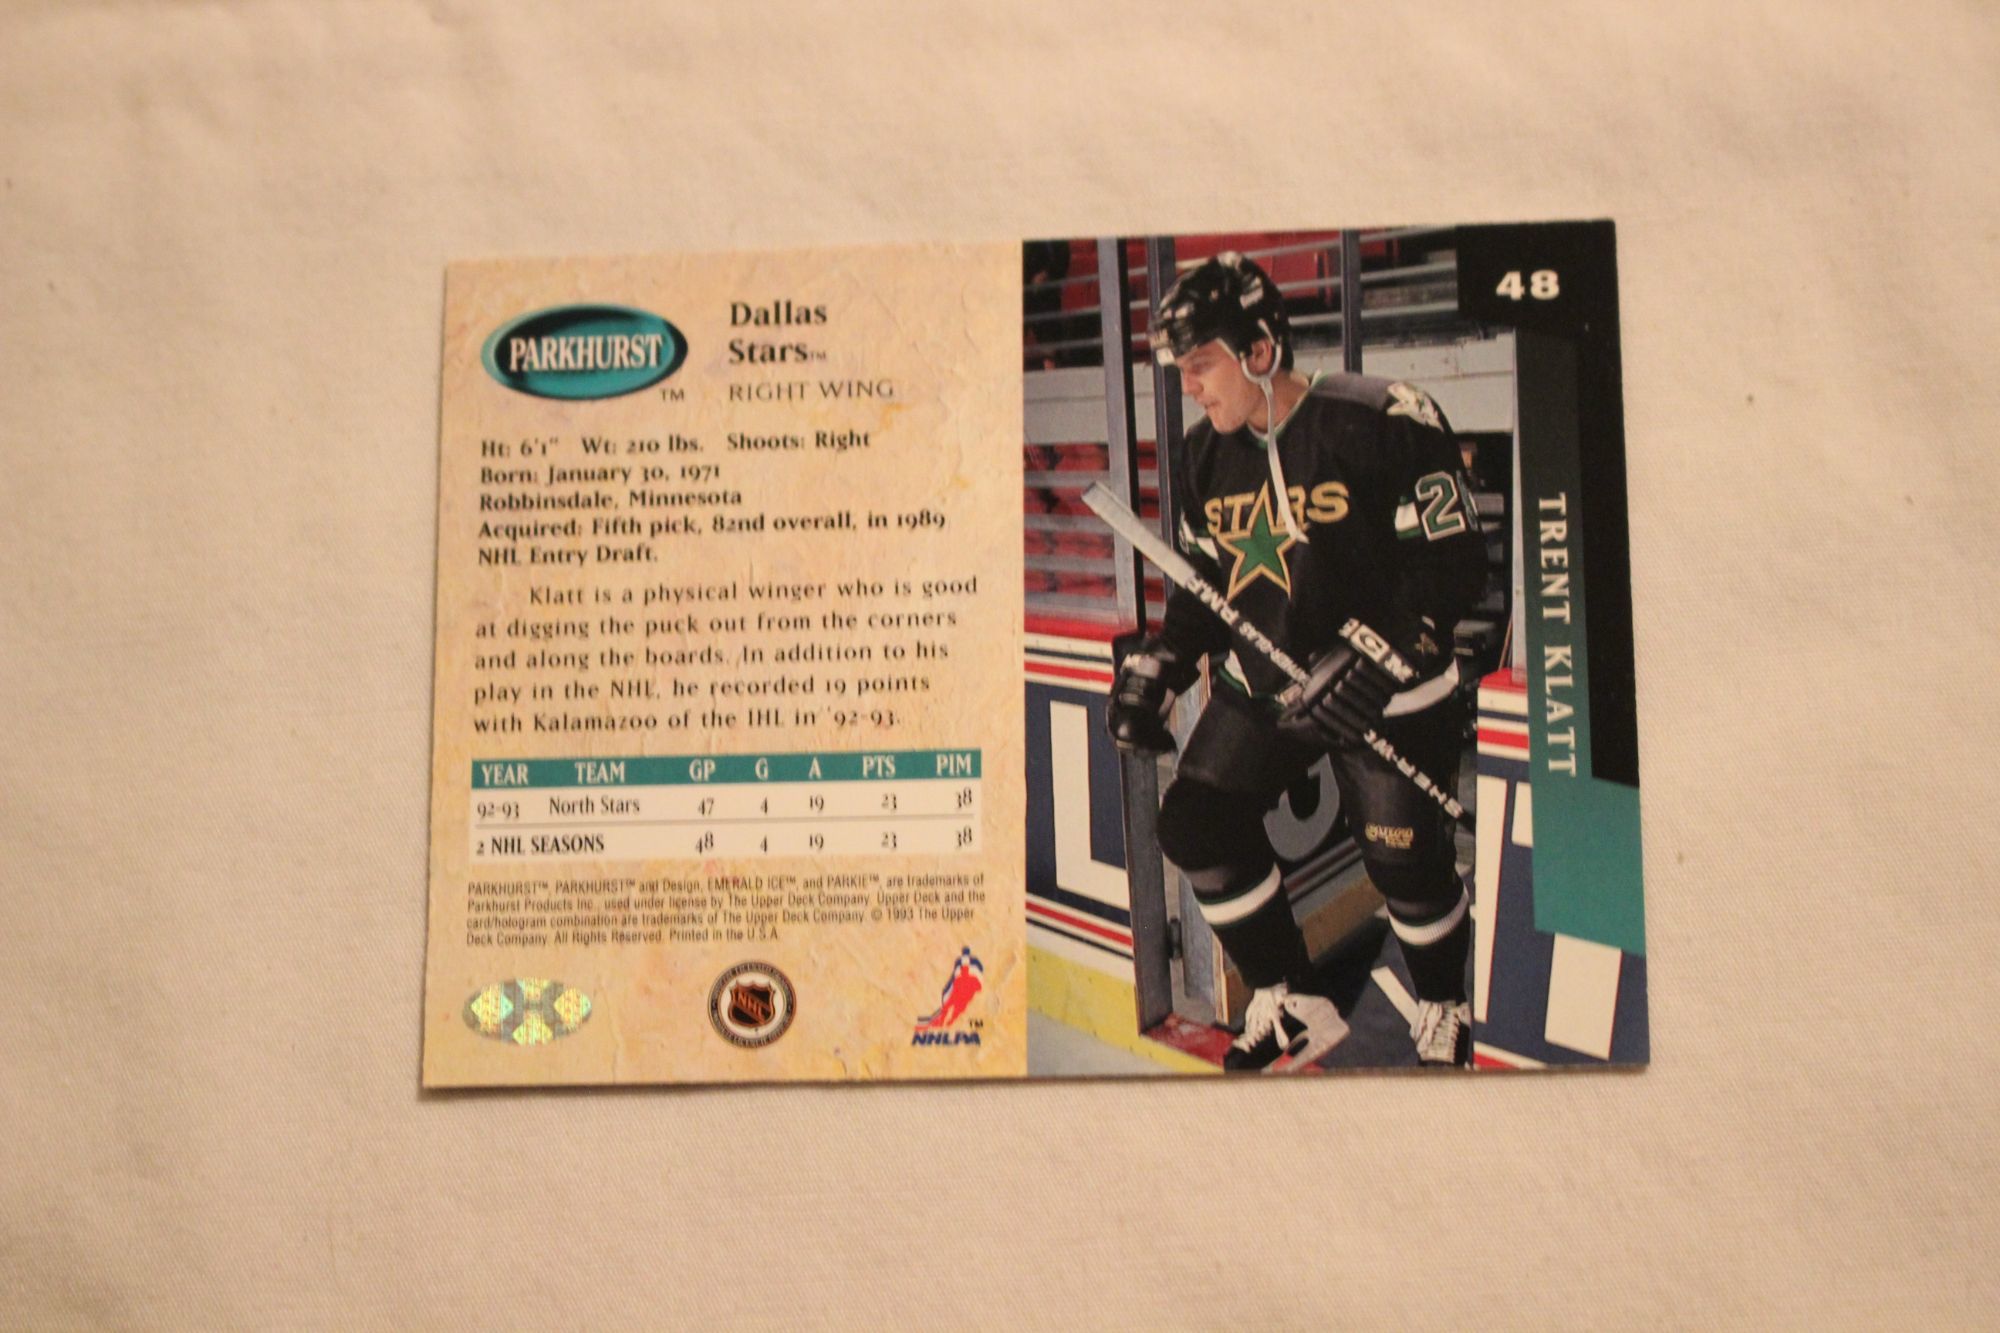 PARKHURST
TM
Dallas
Stars™
RIGHT WING
Ht: 6'1" Wt: 210 lbs. Shoots: Right
Born: January 30, 1971
Robbinsdale, Minnesota
Acquired: Fifth pick, 82nd overall, in 1989
NHL Entry Draft.
Klatt is a physical winger who is good
at digging the puck out from the corners
and along the boards. In addition to his
play in the NHL, he recorded 19 points
with Kalamazoo of the IHL in '92-93.
YEAR TEAM GP G A PTS PIM
92-93 North Stars 47 4 19 23 38
2 NHL SEASONS 48 4 19 23 38
PARKHURST™, PARKHURST™ and Design, EMERALD ICE™, and PARKIE™, are trademarks of
Parkhurst Products Inc., used under license by The Upper Deck Company. Upper Deck and the
card/hologram combination are trademarks of The Upper Deck Company. © 1993 The Upper
Deck Company. All Rights Reserved. Printed in the U.S.A.
NHL
TM
NHLPA
48
TRENT KLATT
STARS
SHER-WOOD